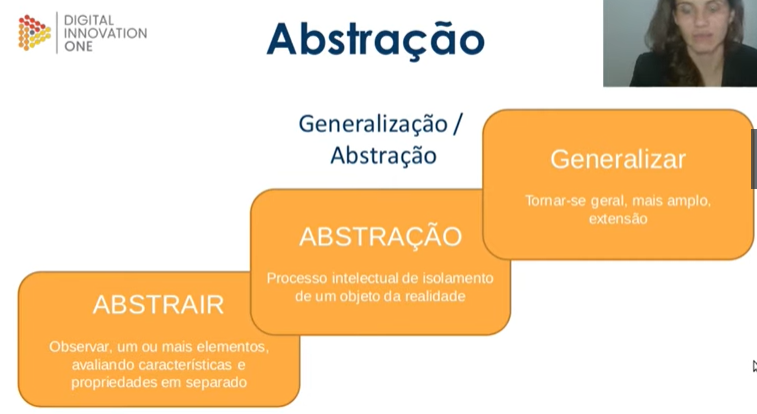 DIGITAL
INNOVATION
ONE
Abstração
Generalização /
Abstração
Generalizar
Tornar-se geral, mais amplo,
extensão
ABSTRAÇÃO
Processo intelectual de isolamento
de um objeto da realidade
ABSTRAIR
Observar, um ou mais elementos,
avaliando características e
propriedades em separado